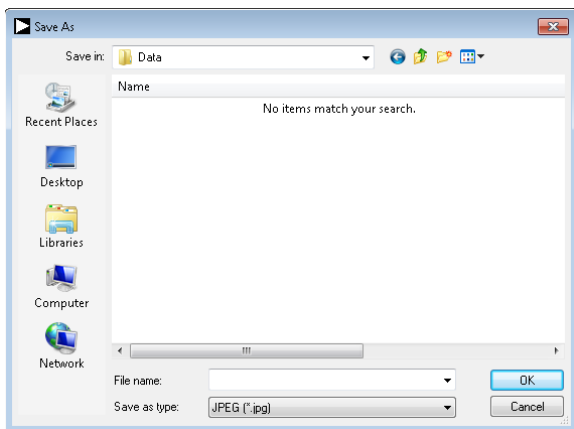 Save As
Save in:
Data
Name
No items match your search.
Recent Places
Desktop
Libraries
Computer
Network
File name:
OK
Save as type:
JPEG (*.jpg)
Cancel